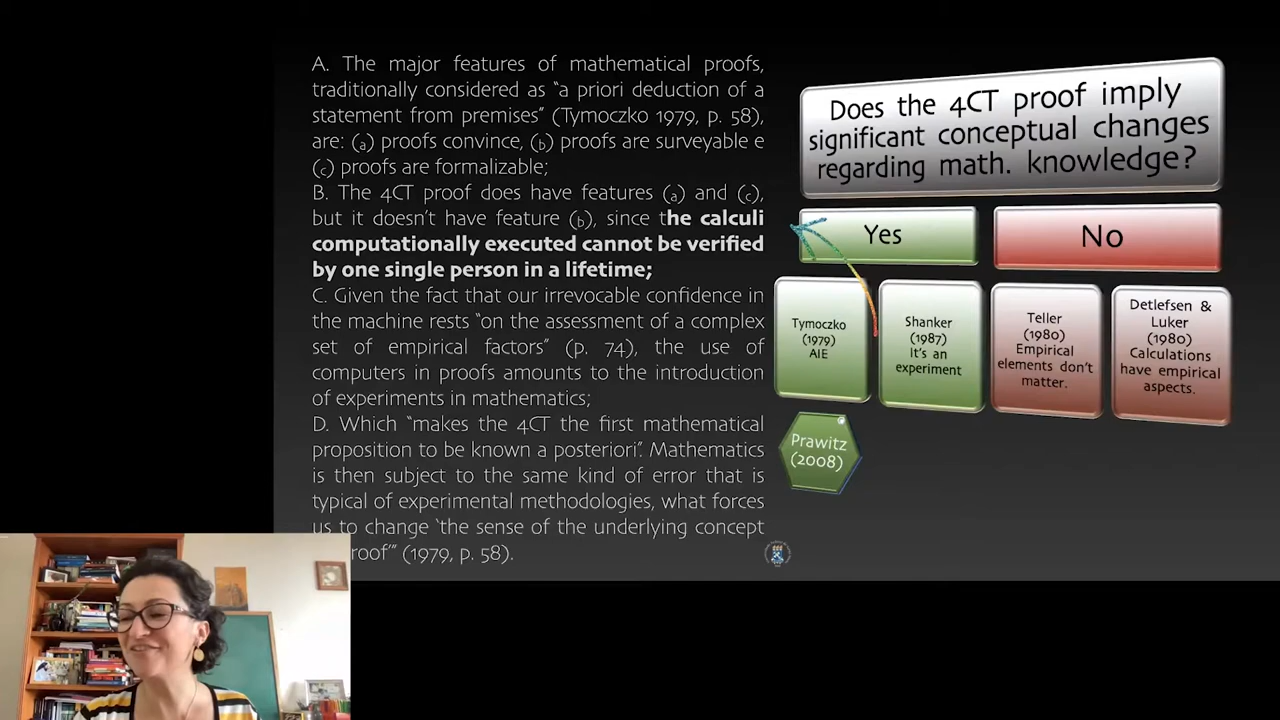 A. The major features of mathematical proofs,
traditionally considered as “a priori deduction of a
statement from premises” (Tymoczko 1979, p. 58),
are: (a) proofs convince, (b) proofs are surveyable e
(c) proofs are formalizable;
B. The 4CT proof does have features (a) and (c),
but it doesn’t have feature (b), since the calculi
computationally executed cannot be verified
by one single person in a lifetime;
C. Given the fact that our irrevocable confidence in
the machine rests “on the assessment of a complex
set of empirical factors” (p. 74), the use of
computers in proofs amounts to the introduction
of experiments in mathematics;
D. Which “makes the 4CT the first mathematical
proposition to be known a posteriori”. Mathematics
is then subject to the same kind of error that is
typical of experimental methodologies, what forces
us to change ‘the sense of the underlying concept
roof’” (1979, p. 58).
Does the 4CT proof imply
significant conceptual changes
regarding math. knowledge?
Yes
No
Tymoczko
(1979)
AIE
Shanker
(1987)
It’s an
experiment
Teller
(1980)
Empirical
elements don’t
matter.
Detlefsen &
Luker
(1980)
Calculations
have empirical
aspects.
Prawitz
(2008)